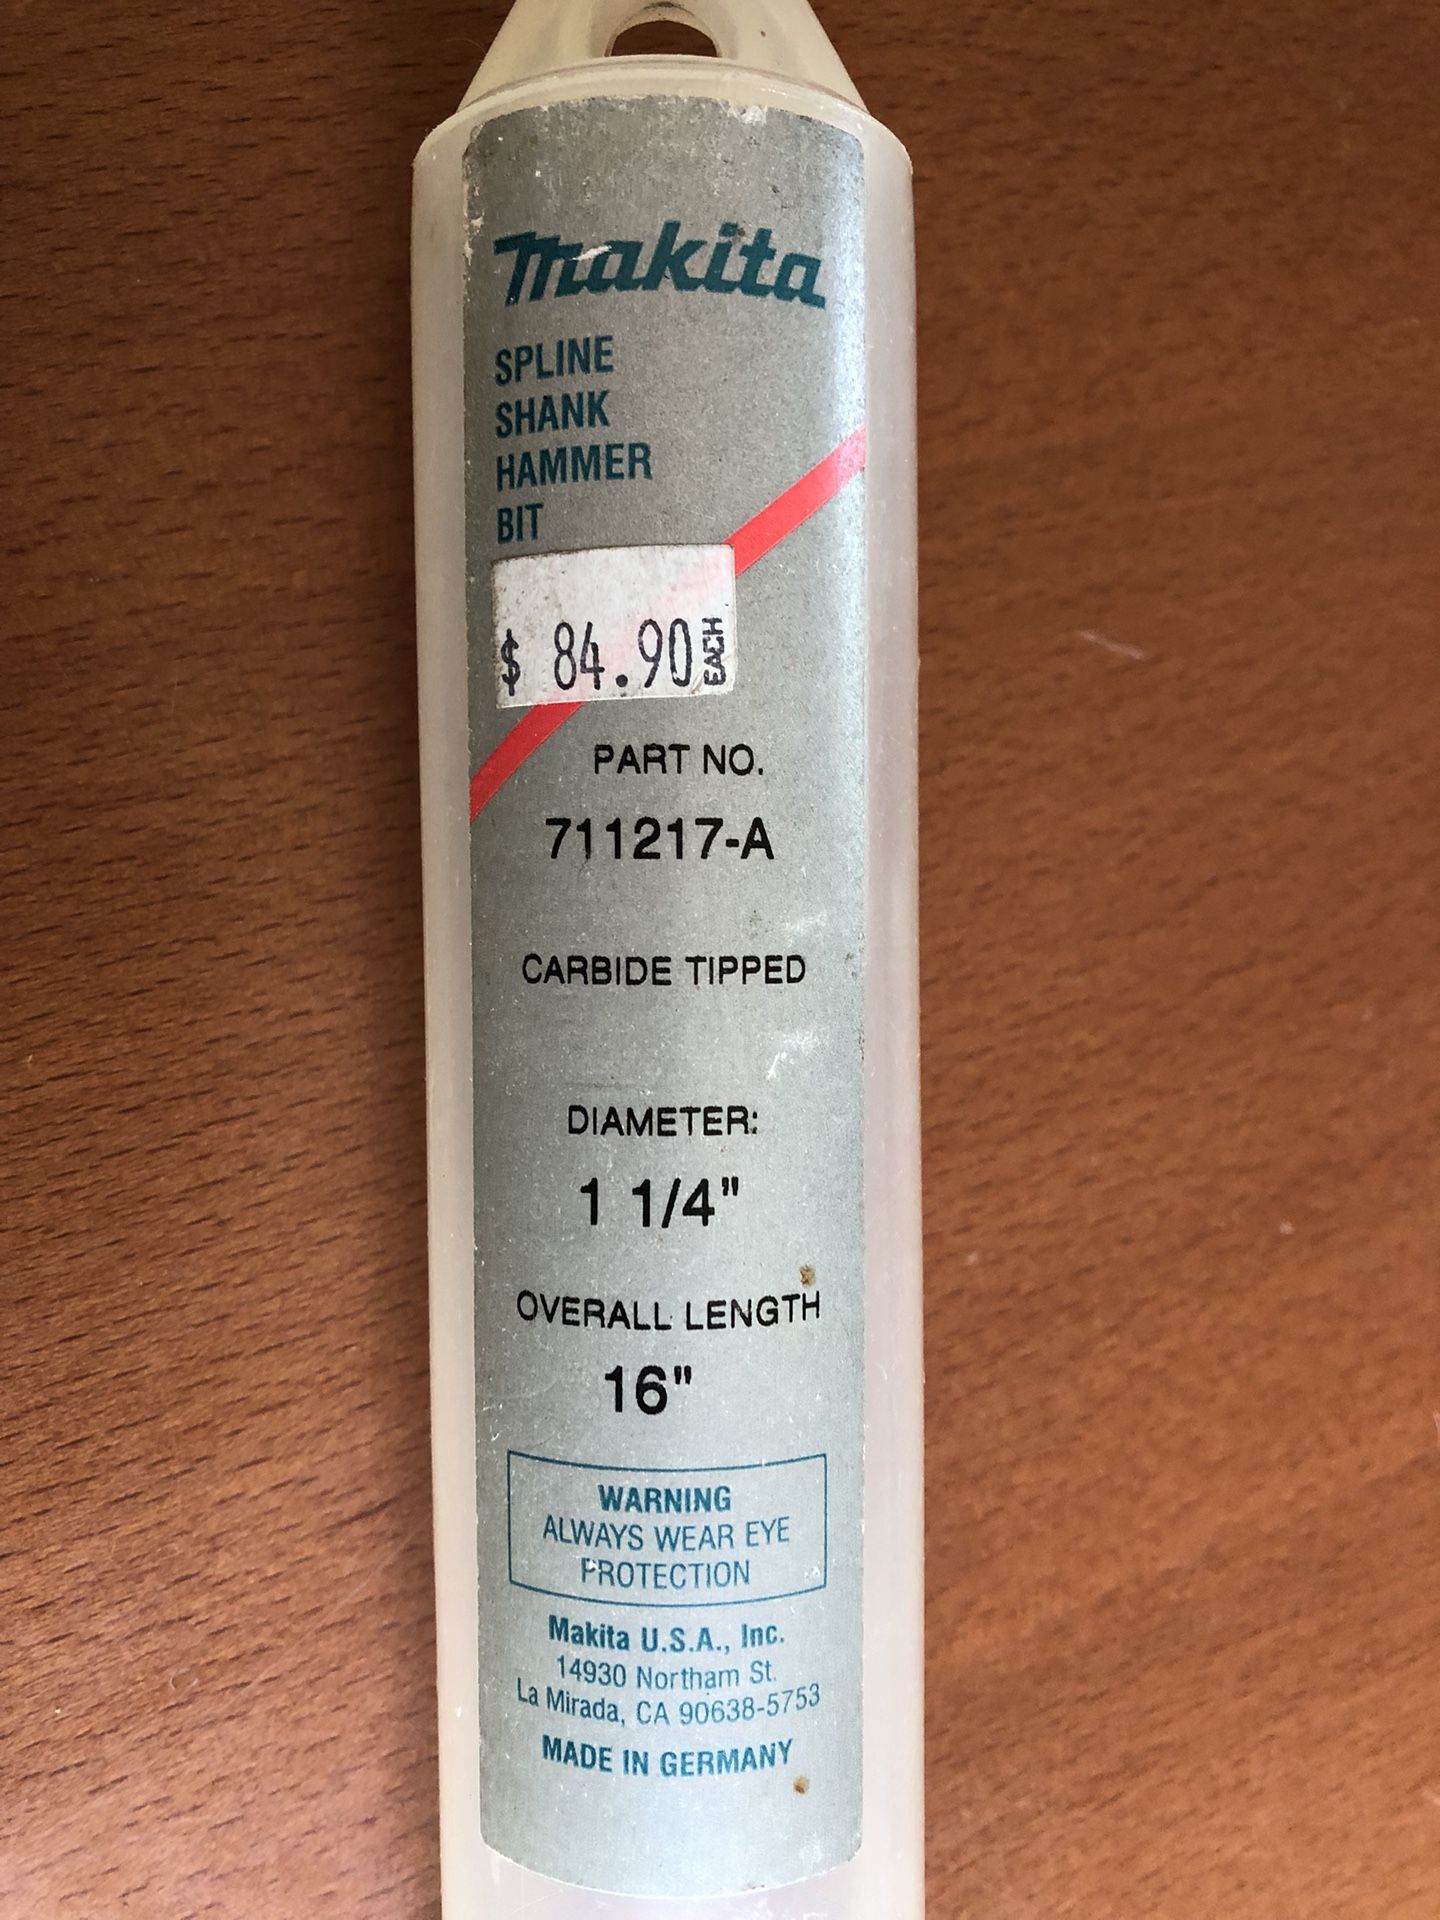 Makita
SPLINE
SHANK
HAMMER
BIT
$ 84.90 EACH
PART NO.
711217-A
CARBIDE TIPPED
DIAMETER:
1 1/4"
OVERALL LENGTH
16"
WARNING
ALWAYS WEAR EYE
PROTECTION
Makita U.S.A., Inc.
14930 Northam St.
La Mirada, CA 90638-5753
MADE IN GERMANY